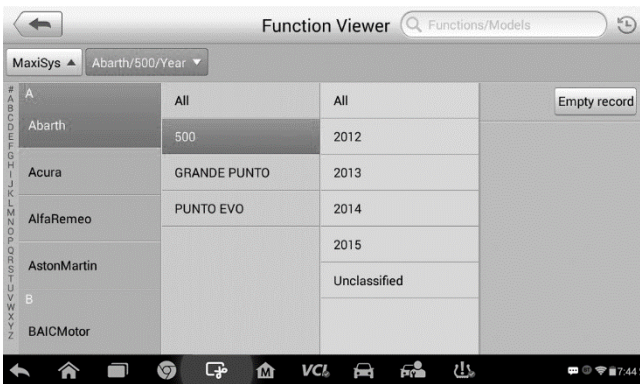 Function Viewer
Functions/Models
MaxiSys ▲
Abarth/500/Year ▼
#
A
B
C
D
E
F
G
H
I
J
K
L
M
N
O
P
Q
R
S
T
U
V
W
X
Y
Z
A
Abarth
Acura
AlfaRomeo
AstonMartin
B
BAICMotor
All
500
GRANDE PUNTO
PUNTO EVO
All
2012
2013
2014
2015
Unclassified
Empty record
M
VCI
7:44